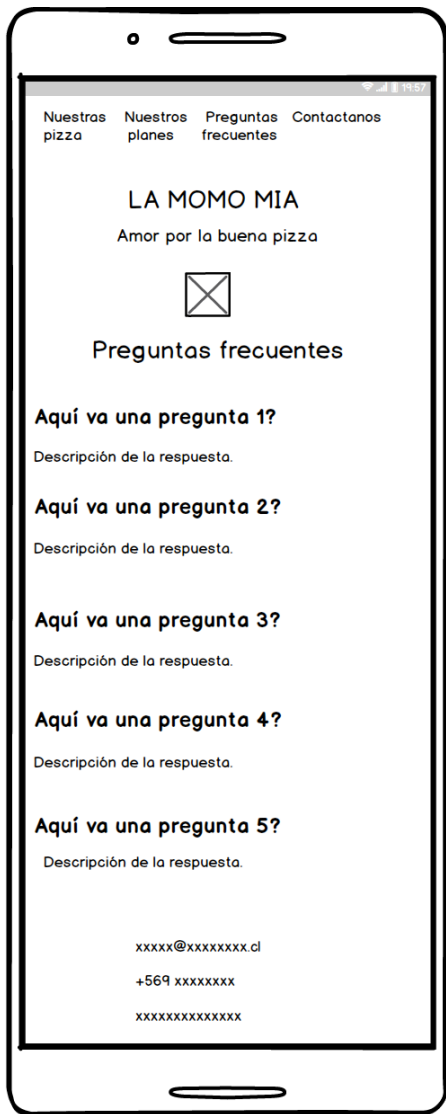 19:57
Nuestras Nuestros Preguntas Contactanos
pizza planes frecuentes
LA MOMO MIA
Amor por la buena pizza
Preguntas frecuentes
Aquí va una pregunta 1?
Descripción de la respuesta.
Aquí va una pregunta 2?
Descripción de la respuesta.
Aquí va una pregunta 3?
Descripción de la respuesta.
Aquí va una pregunta 4?
Descripción de la respuesta.
Aquí va una pregunta 5?
Descripción de la respuesta.
xxxxx@xxxxxxxx.cl
+569 xxxxxxxx
xxxxxxxxxxxxxx